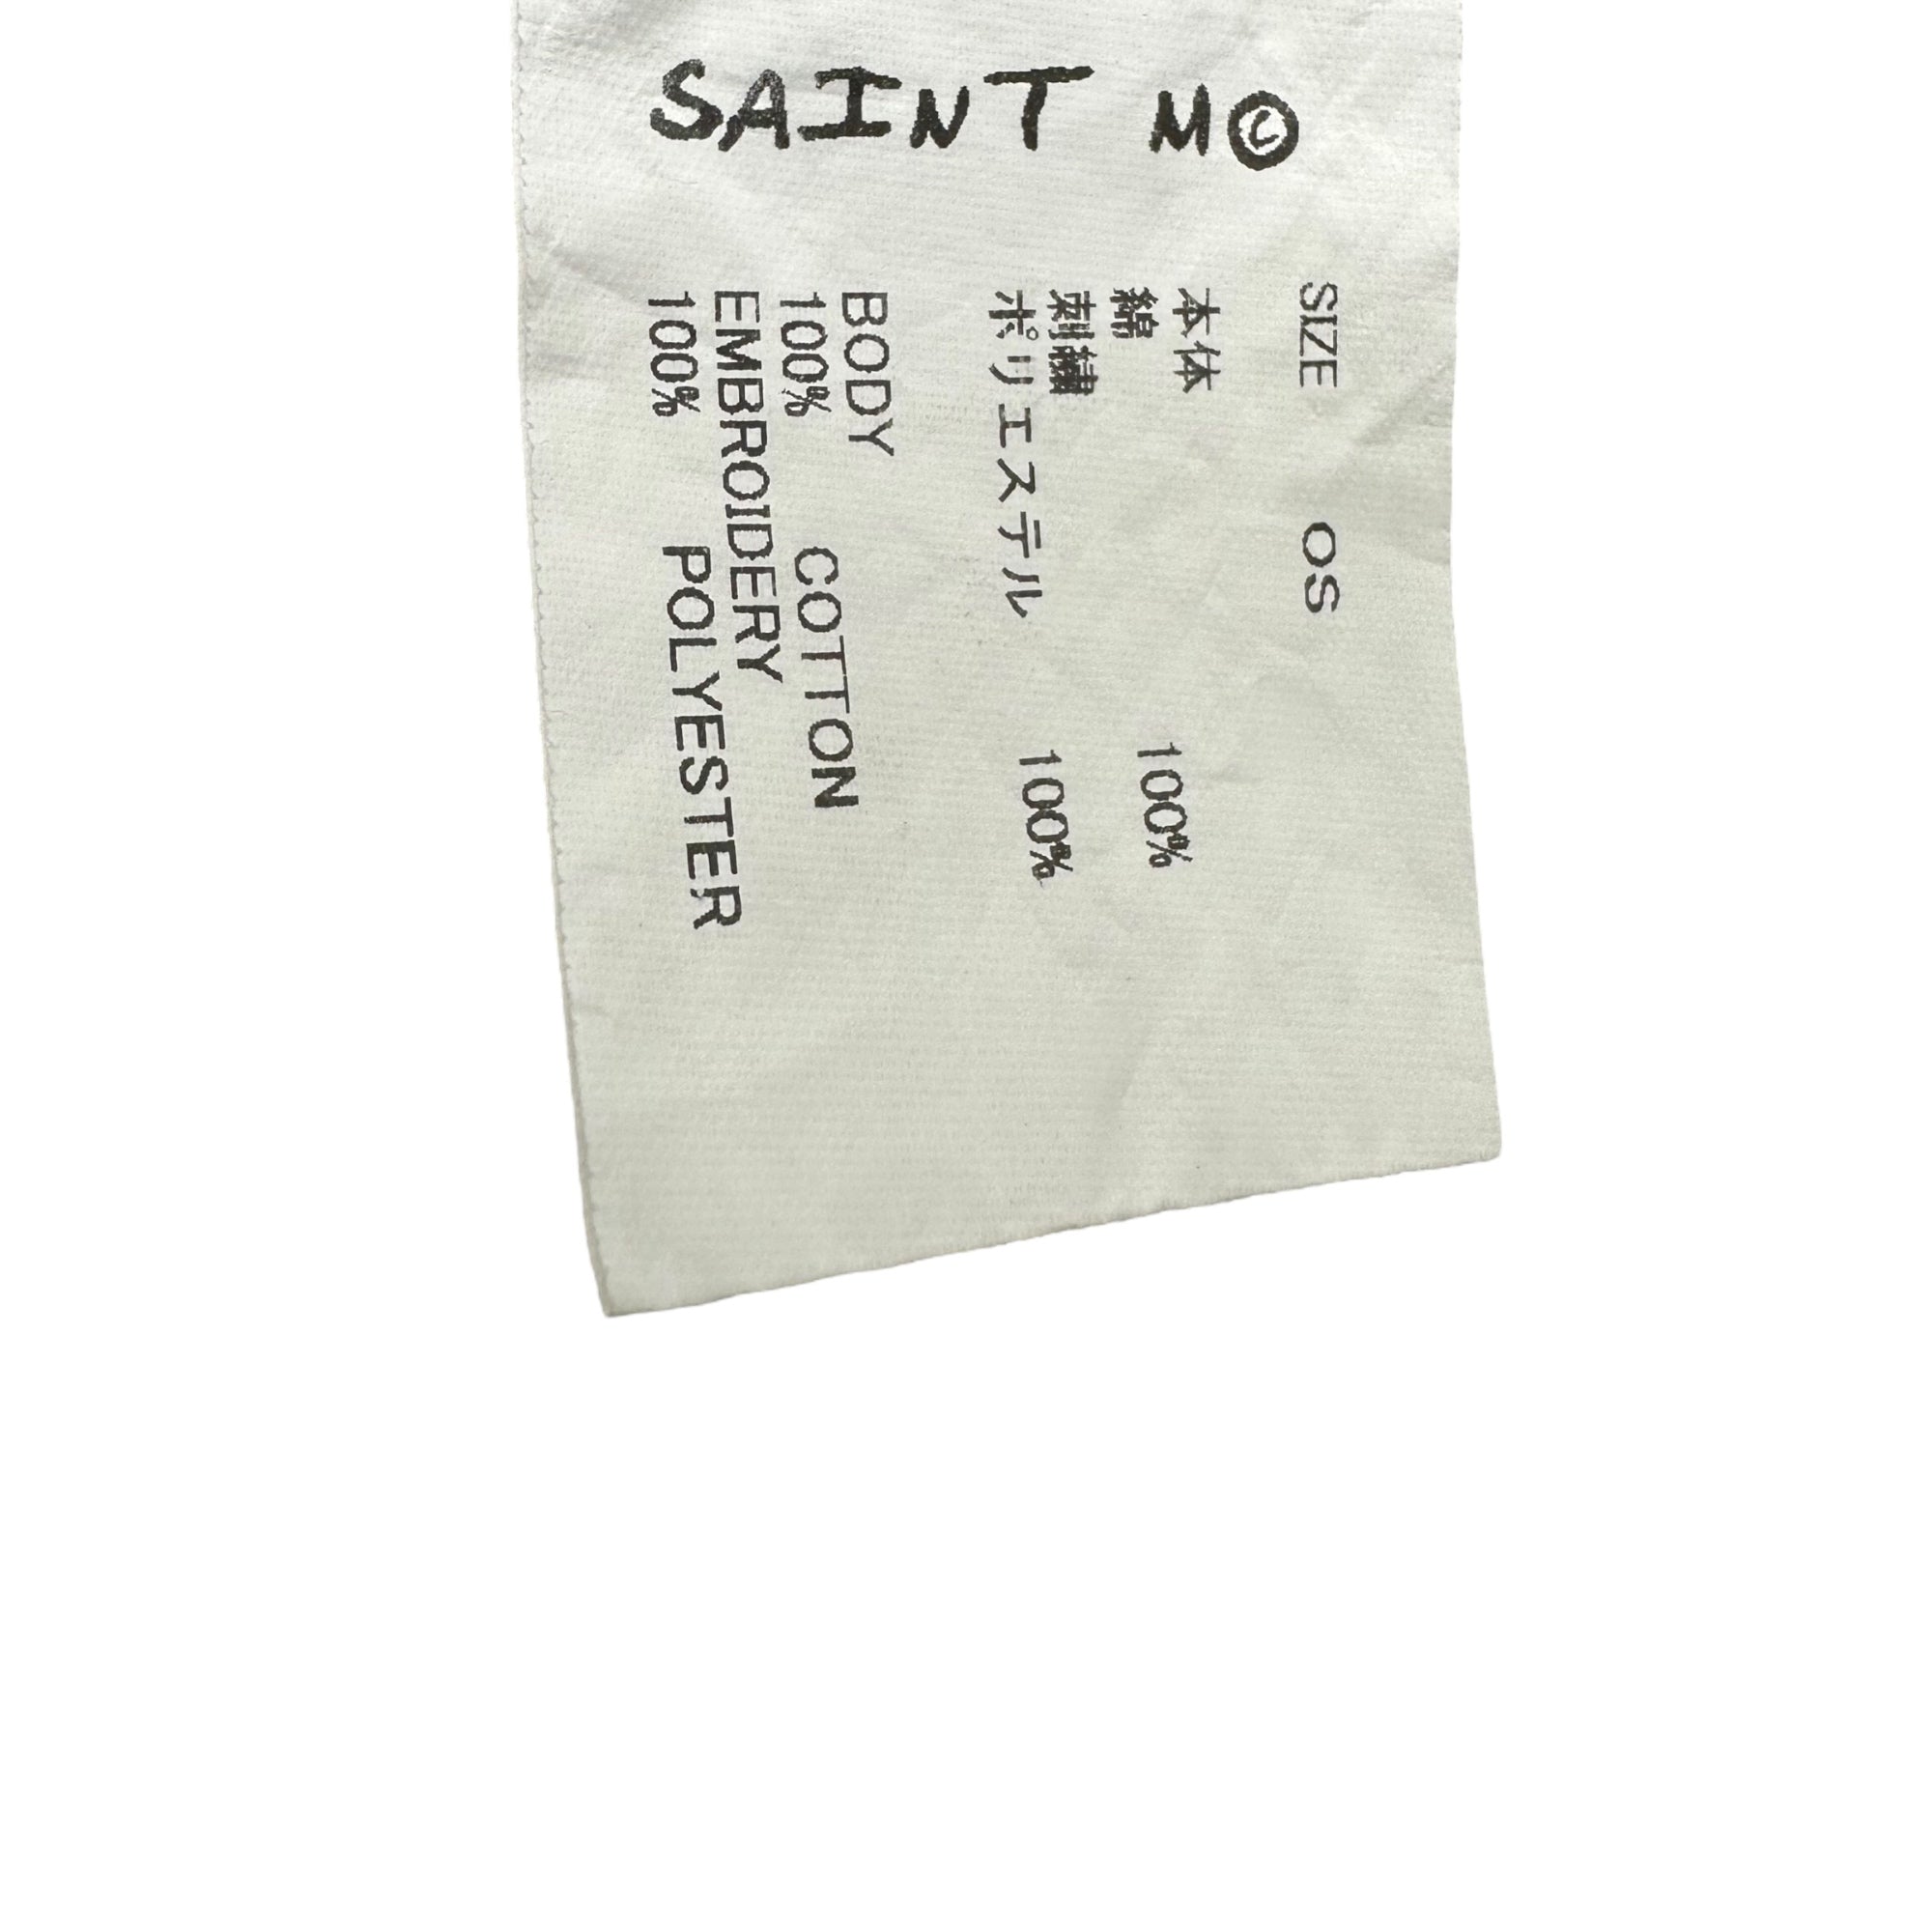 SAINT M©
SIZE OS
本体
綿 100%
刺繍
ポリエステル 100%
BODY
100% COTTON
EMBROIDERY
100% POLYESTER